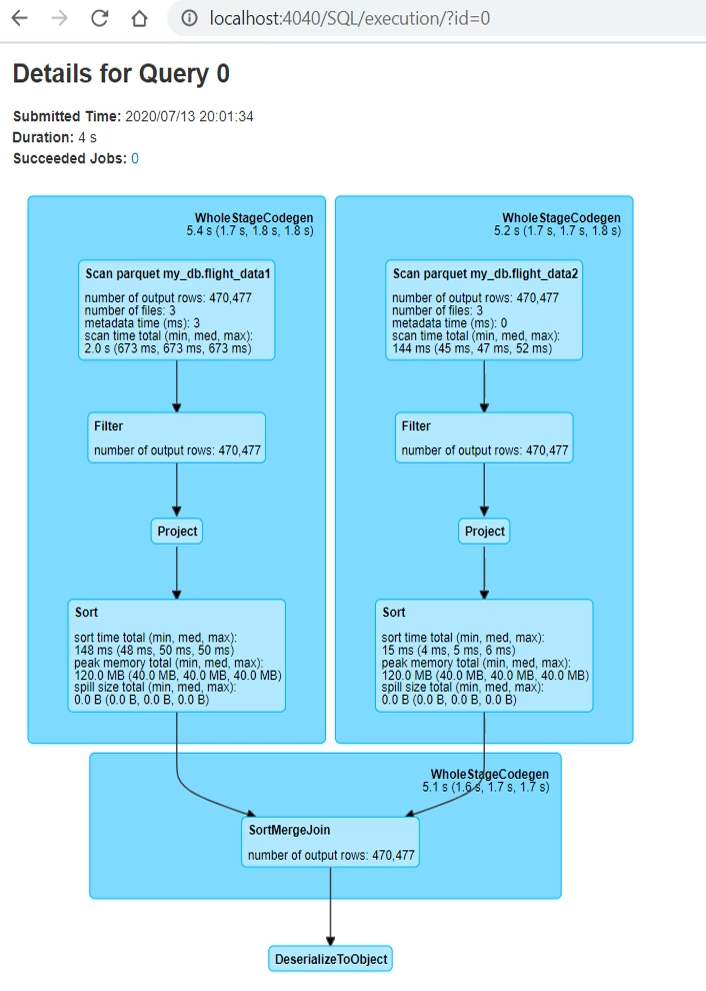 localhost:4040/SQL/execution/?id=0
Details for Query 0
Submitted Time: 2020/07/13 20:01:34
Duration: 4 s
Succeeded Jobs: 0
WholeStageCodegen
5.4 s (1.7 s, 1.8 s, 1.8 s)
Scan parquet my_db.flight_data1
number of output rows: 470,477
number of files: 3
metadata time (ms): 3
scan time total (min, med, max):
2.0 s (673 ms, 673 ms, 673 ms)
Filter
number of output rows: 470,477
Project
Sort
sort time total (min, med, max):
148 ms (48 ms, 50 ms, 50 ms)
peak memory total (min, med, max):
120.0 MB (40.0 MB, 40.0 MB, 40.0 MB)
spill size total (min, med, max):
0.0 B (0.0 B, 0.0 B, 0.0 B)
WholeStageCodegen
5.2 s (1.7 s, 1.7 s, 1.8 s)
Scan parquet my_db.flight_data2
number of output rows: 470,477
number of files: 3
metadata time (ms): 0
scan time total (min, med, max):
144 ms (45 ms, 47 ms, 52 ms)
Filter
number of output rows: 470,477
Project
Sort
sort time total (min, med, max):
15 ms (4 ms, 5 ms, 6 ms)
peak memory total (min, med, max):
120.0 MB (40.0 MB, 40.0 MB, 40.0 MB)
spill size total (min, med, max):
0.0 B (0.0 B, 0.0 B, 0.0 B)
WholeStageCodegen
5.1 s (1.6 s, 1.7 s, 1.7 s)
SortMergeJoin
number of output rows: 470,477
DeserializeToObject